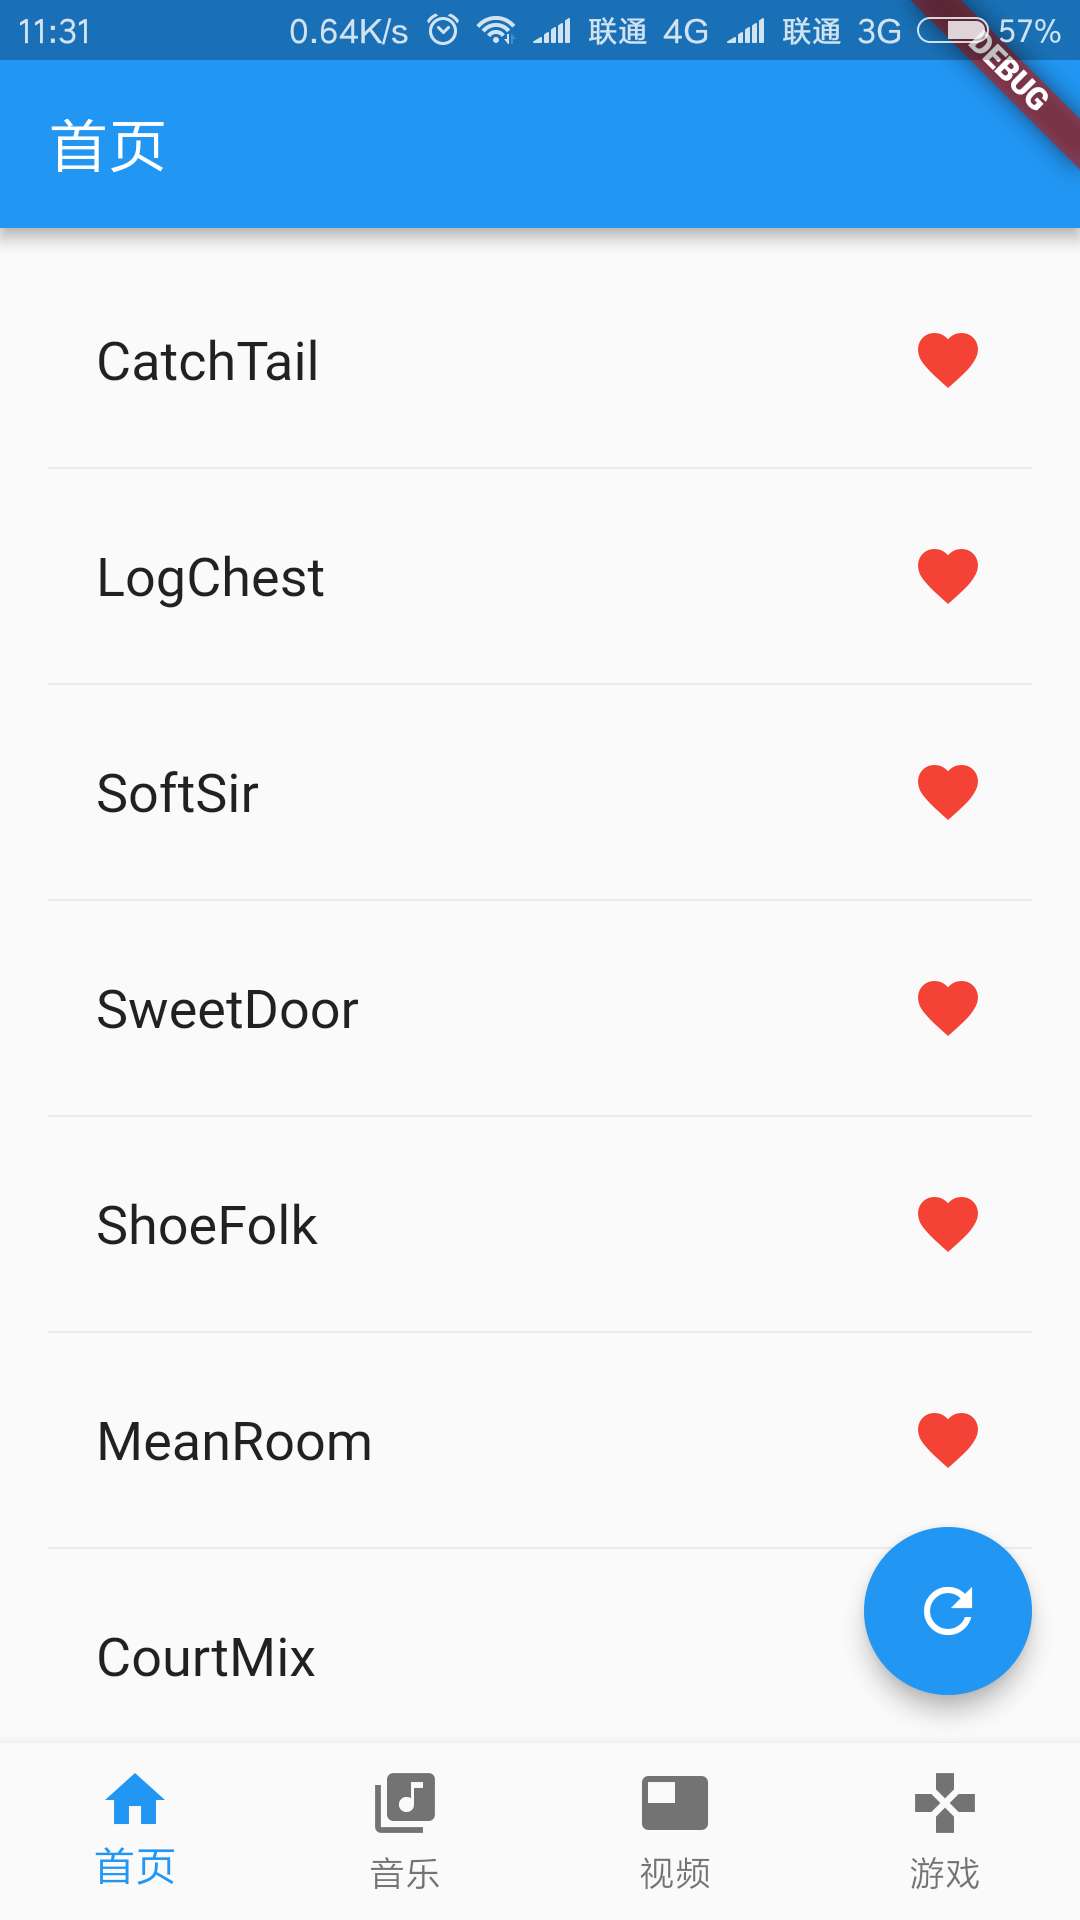 11:31 0.64K/s 联通 4G 联通 3G 57%
DEBUG
首页
CatchTail
LogChest
SoftSir
SweetDoor
ShoeFolk
MeanRoom
CourtMix
首页 音乐 视频 游戏